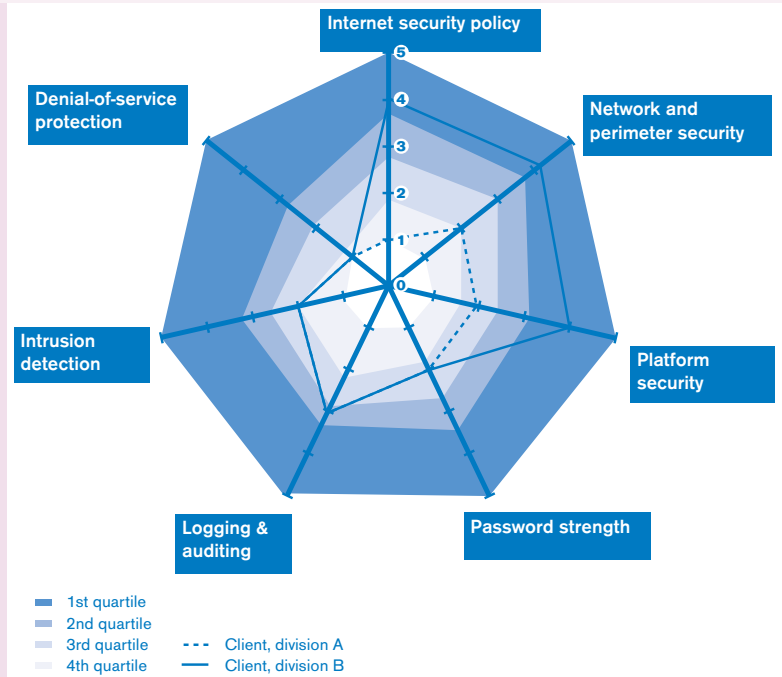 Internet security policy
5
4
3
2
1
0
Denial-of-service
protection
Network and
perimeter security
Intrusion
detection
Platform
security
Logging &
auditing
Password strength
1st quartile
2nd quartile
3rd quartile
4th quartile
Client, division A
Client, division B